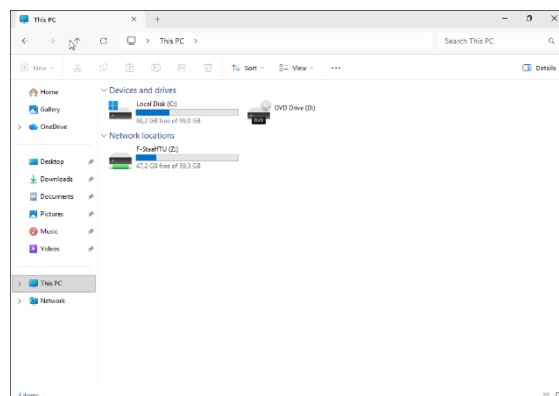 This PC
This PC
Search This PC
New
Sort
View
Details
Home
Gallery
OneDrive
Desktop
Downloads
Documents
Pictures
Music
Videos
This PC
Network
Devices and drives
Local Disk (C:)
66,2 GB free of 99,0 GB
DVD Drive (D:)
DVD
Network locations
47,2 GB free of 59,3 GB
3 items